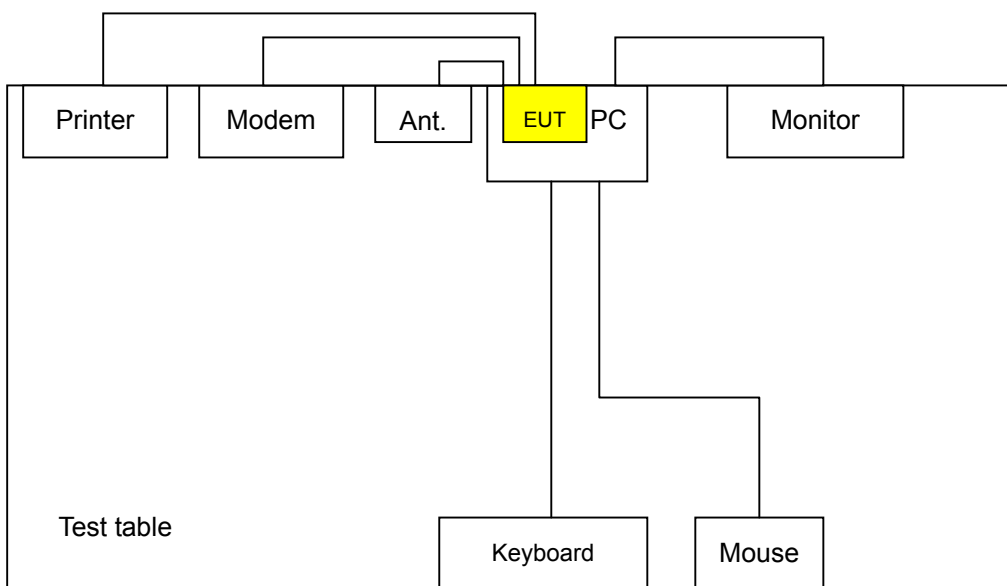 Printer
Modem
Ant.
EUT
PC
Monitor
Test table
Keyboard
Mouse